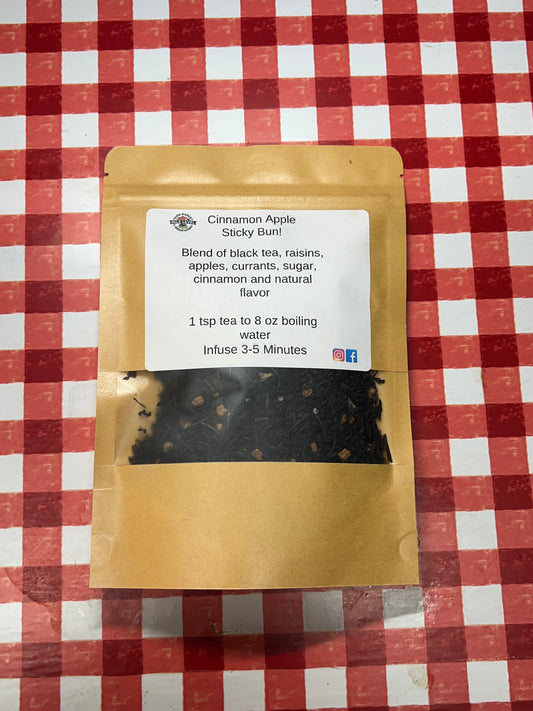 Cinnamon Apple
Sticky Bun!
Blend of black tea, raisins,
apples, currants, sugar,
cinnamon and natural
flavor
1 tsp tea to 8 oz boiling
water
Infuse 3-5 Minutes